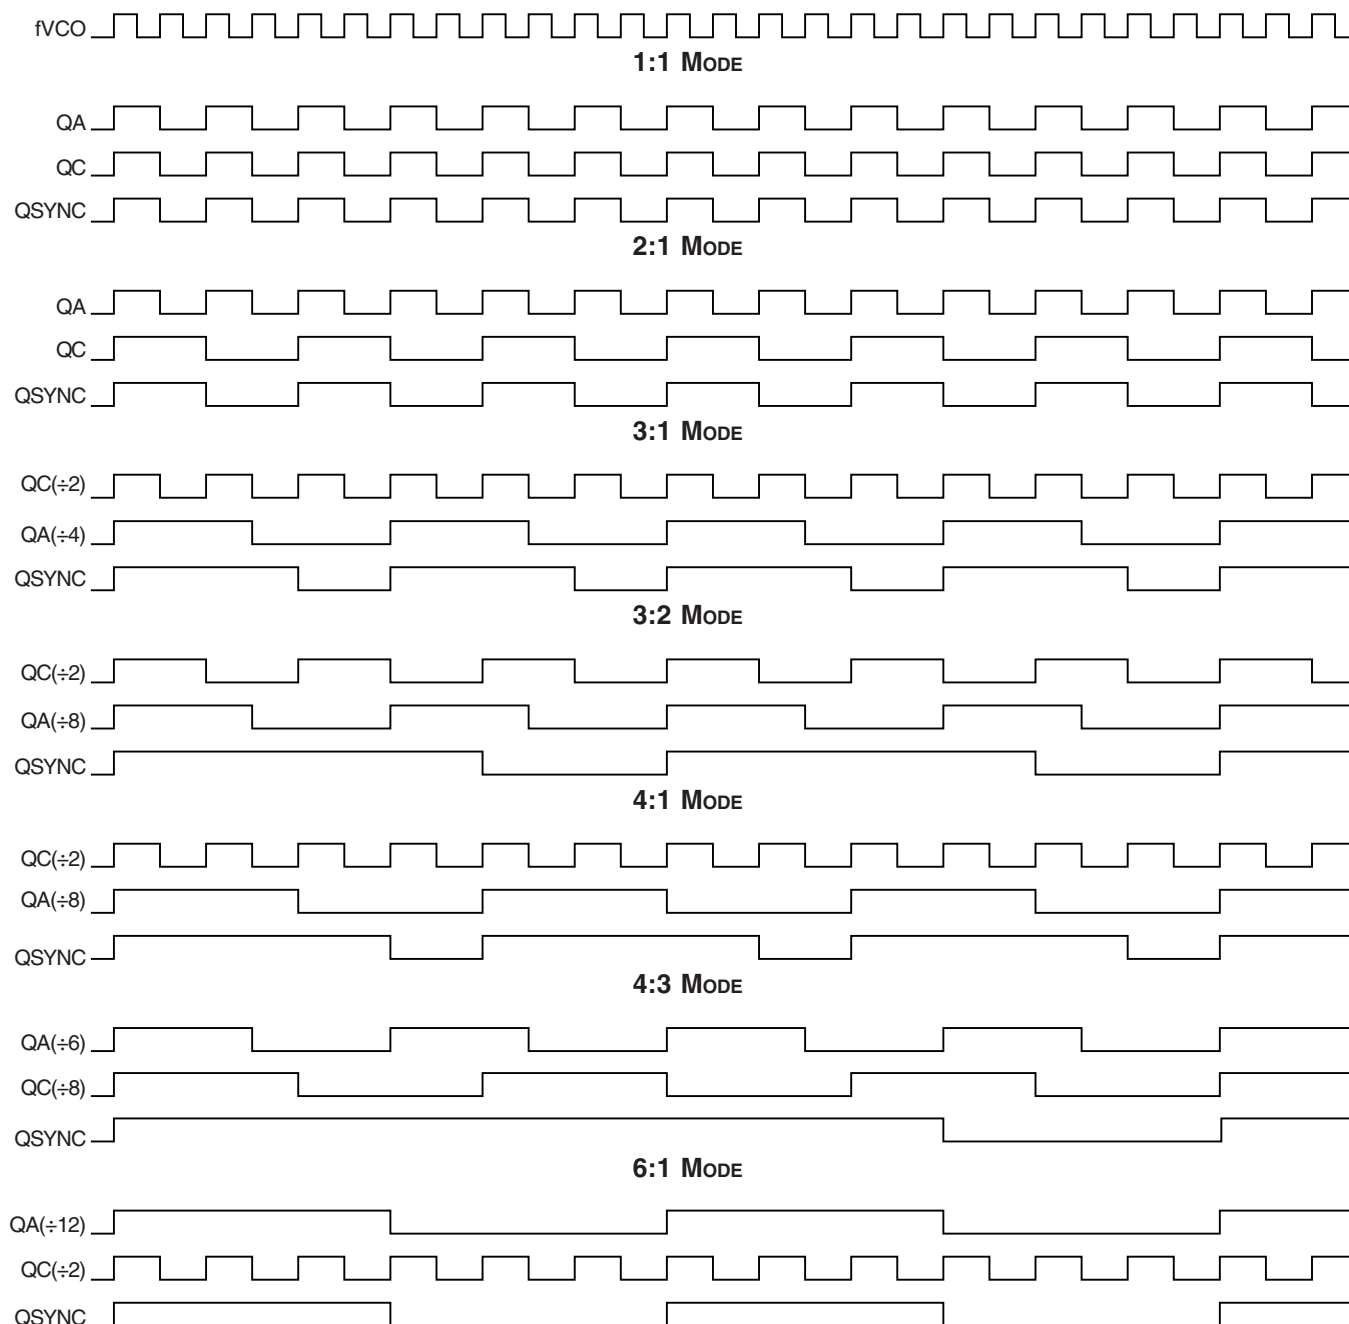 fVCO
1:1 MODE
QA
QC
QSYNC
2:1 MODE
QA
QC
QSYNC
3:1 MODE
QC(÷2)
QA(÷4)
QSYNC
3:2 MODE
QC(÷2)
QA(÷8)
QSYNC
4:1 MODE
QC(÷2)
QA(÷8)
QSYNC
4:3 MODE
QA(÷6)
QC(÷8)
QSYNC
6:1 MODE
QA(÷12)
QC(÷2)
QSYNC